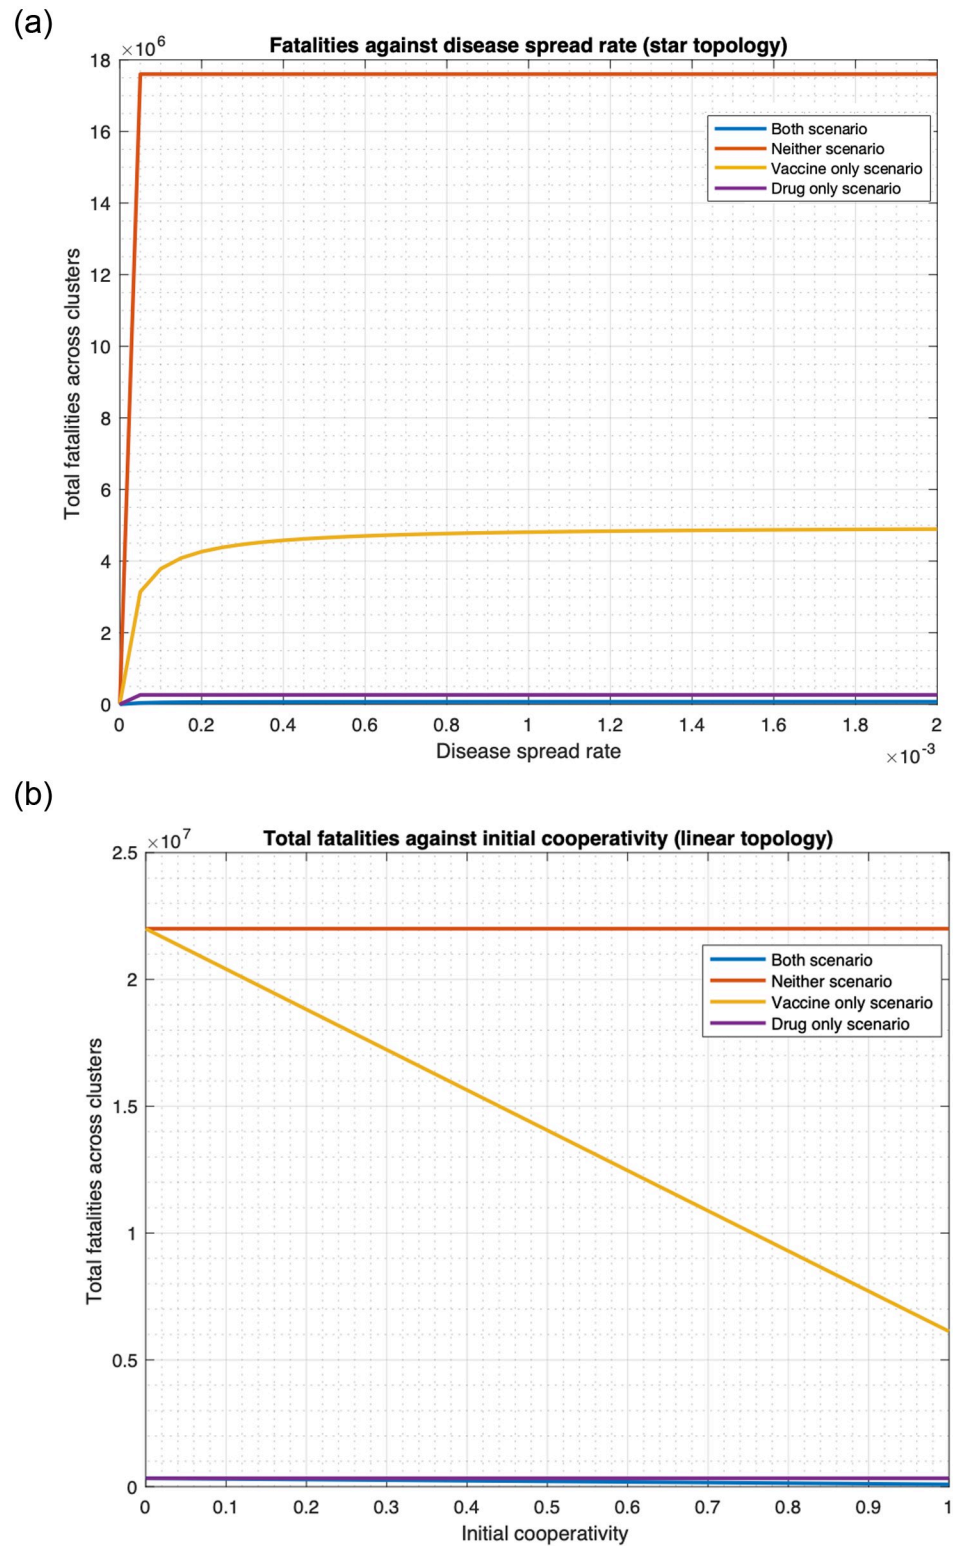 (a)
×10⁶
Fatalities against disease spread rate (star topology)
18
16
14
12
10
8
6
4
2
0
Total fatalities across clusters
Both scenario
Neither scenario
Vaccine only scenario
Drug only scenario
0 0.2 0.4 0.6 0.8 1 1.2 1.4 1.6 1.8 2
Disease spread rate
×10⁻³
(b)
×10⁷
Total fatalities against initial cooperativity (linear topology)
2.5
2
1.5
1
0.5
0
Total fatalities across clusters
Both scenario
Neither scenario
Vaccine only scenario
Drug only scenario
0 0.1 0.2 0.3 0.4 0.5 0.6 0.7 0.8 0.9 1
Initial cooperativity